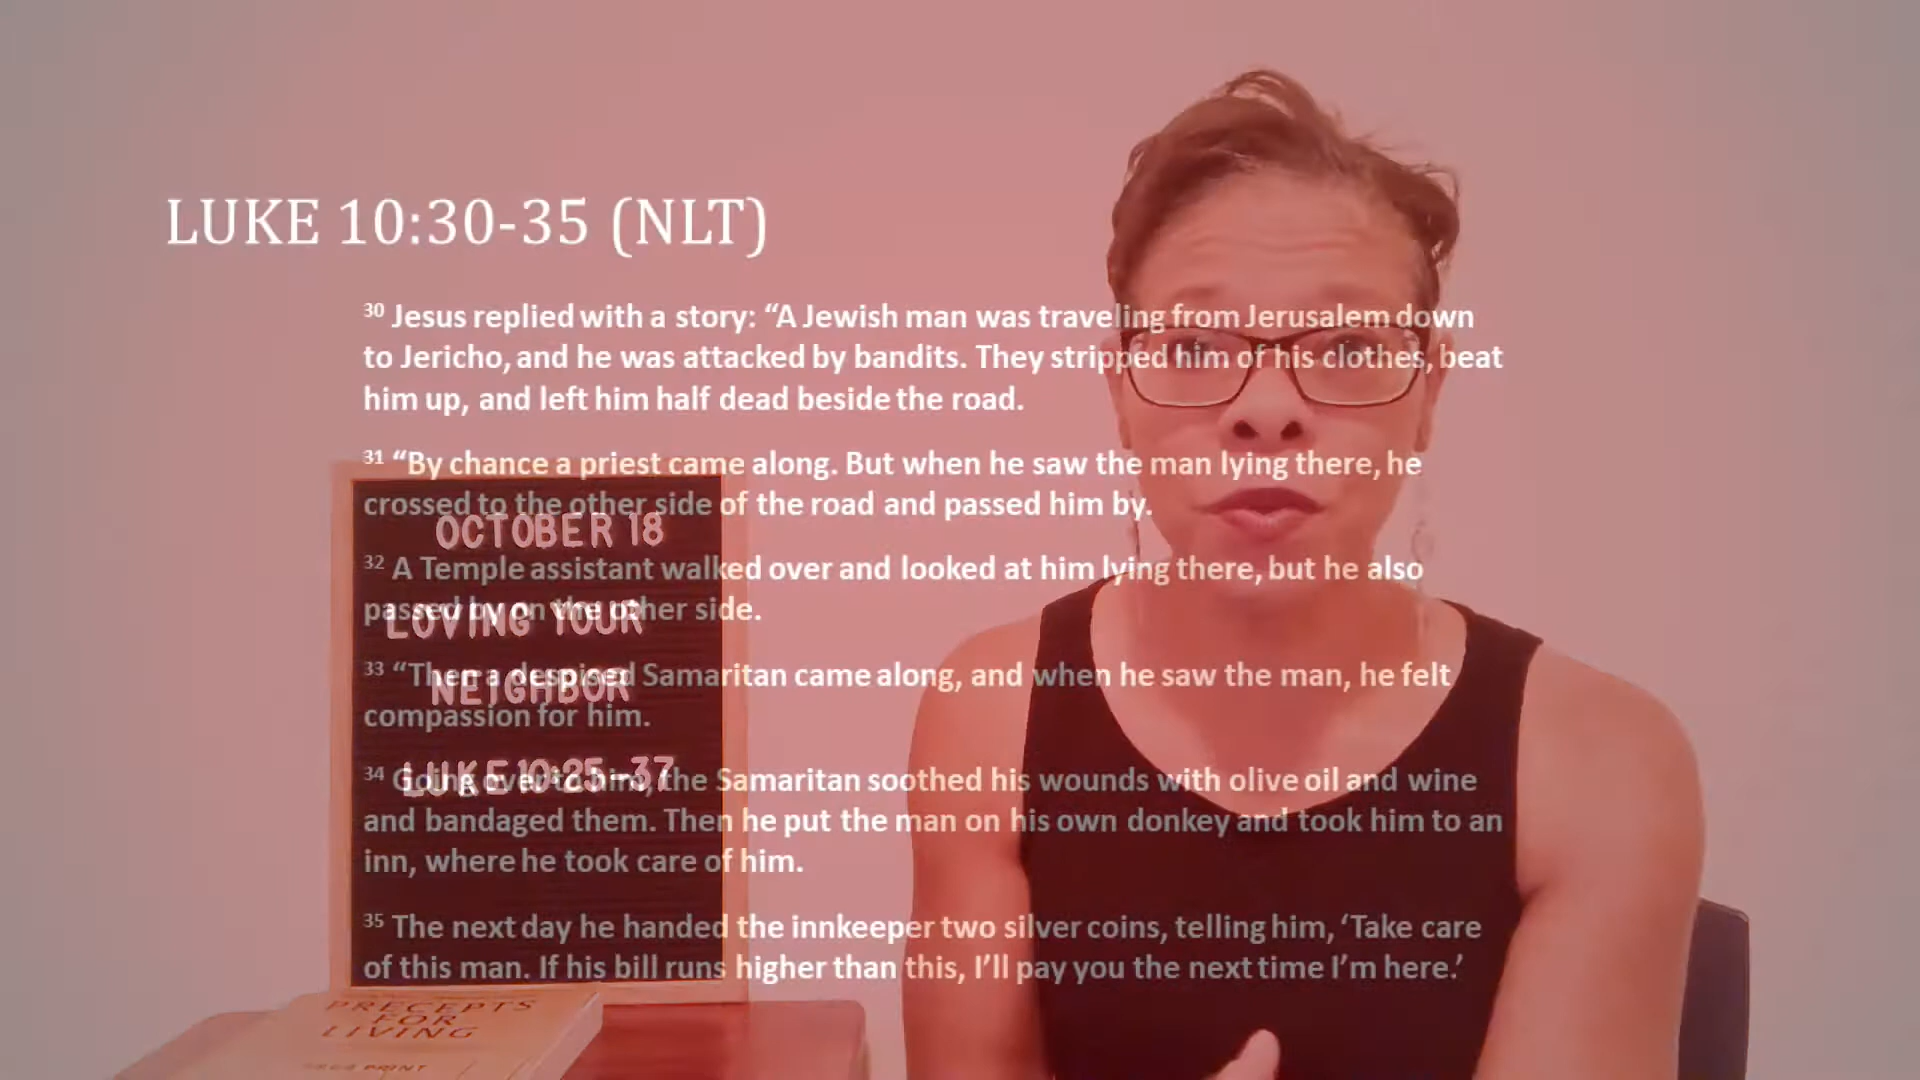 LUKE 10:30-35 (NLT)
30 Jesus replied with a story: “A Jewish man was traveling from Jerusalem down
to Jericho, and he was attacked by bandits. They stripped him of his clothes, beat
him up, and left him half dead beside the road.
31 “By chance a priest came along. But when he saw the man lying there, he
crossed to the other side of the road and passed him by.
32 A Temple assistant walked over and looked at him lying there, but he also
passed by on the other side.
33 “Then a despised Samaritan came along, and when he saw the man, he felt
compassion for him.
34 Going over to him, the Samaritan soothed his wounds with olive oil and wine
and bandaged them. Then he put the man on his own donkey and took him to an
inn, where he took care of him.
35 The next day he handed the innkeeper two silver coins, telling him, ‘Take care
of this man. If his bill runs higher than this, I’ll pay you the next time I’m here.’
OCTOBER 18
LOVING YOUR
NEIGHBOR
LUKE 10:25-37
PRECEPTS
FOR
LIVING
PRINT